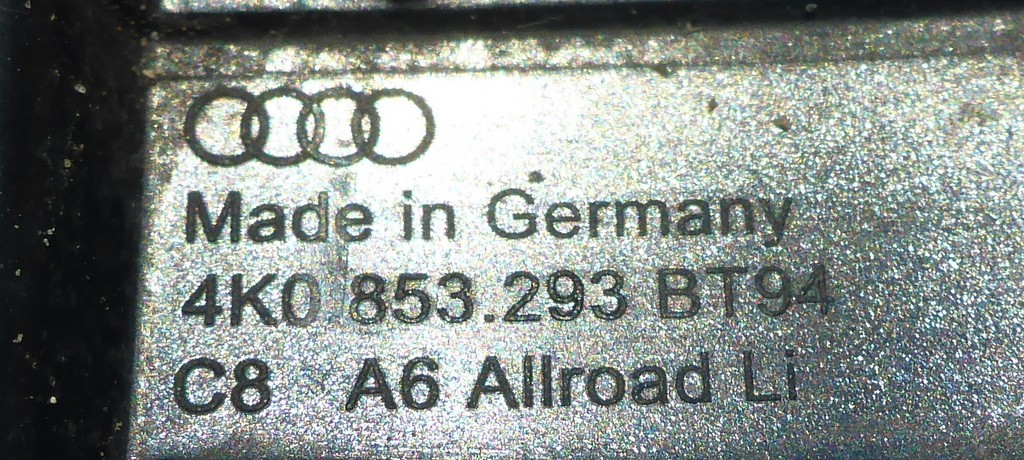 Made in Germany
4K0 853.293 BT94
C8 A6 Allroad Li